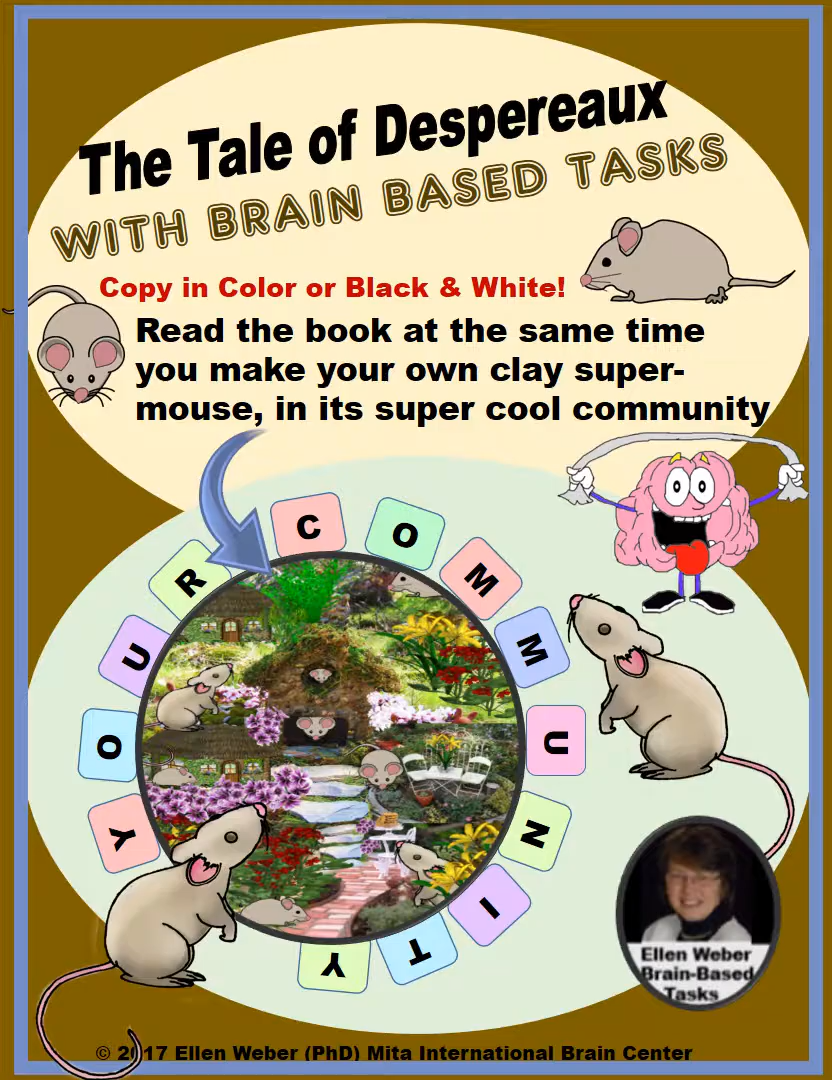 The Tale of Despereaux
WITH BRAIN BASED TASKS
Copy in Color or Black & White!
Read the book at the same time
you make your own clay super-
mouse, in its super cool community
YOUR COMMUNITY
Ellen Weber
Brain-Based
Tasks
© 2017 Ellen Weber (PhD) Mita International Brain Center